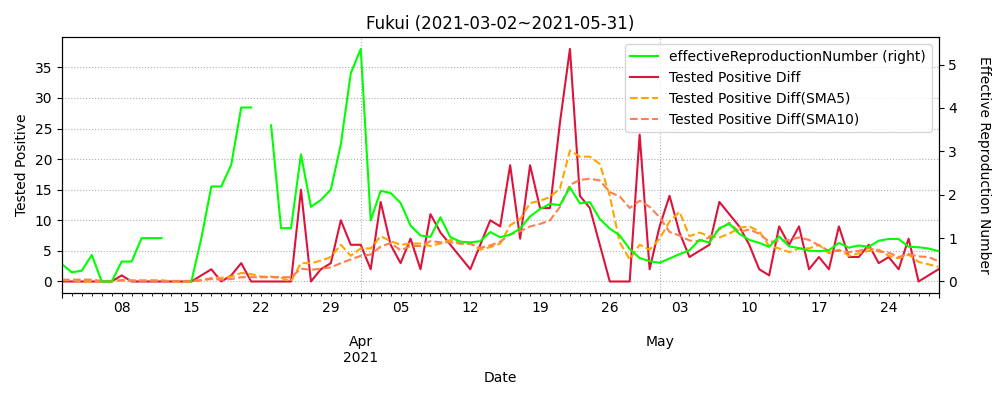 Fukui (2021-03-02~2021-05-31)
effectiveReproductionNumber (right)
Tested Positive Diff
Tested Positive Diff(SMA5)
Tested Positive Diff(SMA10)
Tested Positive
35
30
25
20
15
10
5
0
Effective Reproduction Number
5
4
3
2
1
0
08 15 22 29 05 12 19 26 03 10 17 24
Apr May
2021
Date